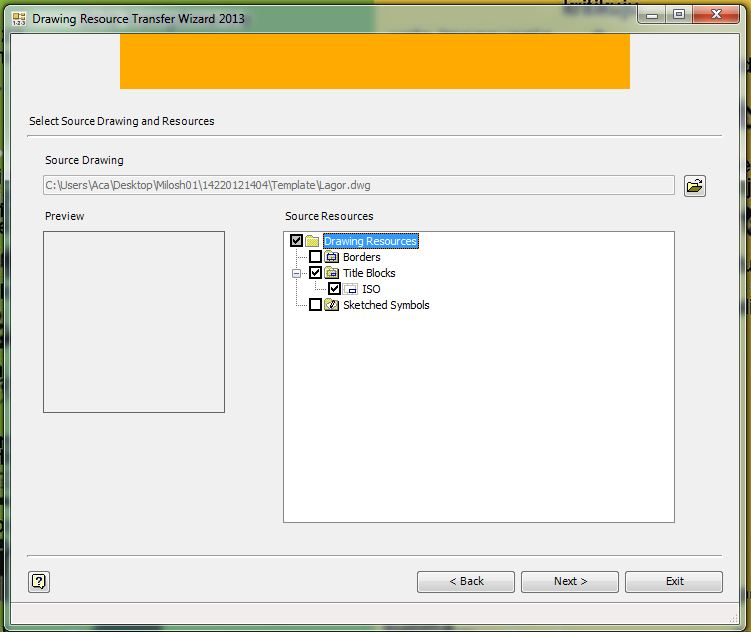 Drawing Resource Transfer Wizard 2013
Select Source Drawing and Resources
Source Drawing
C:\Users\Aca\Desktop\Milosh01\14220121404\Template\Lagor.dwg
Preview
Source Resources
Drawing Resources
Borders
Title Blocks
ISO
Sketched Symbols
< Back
Next >
Exit